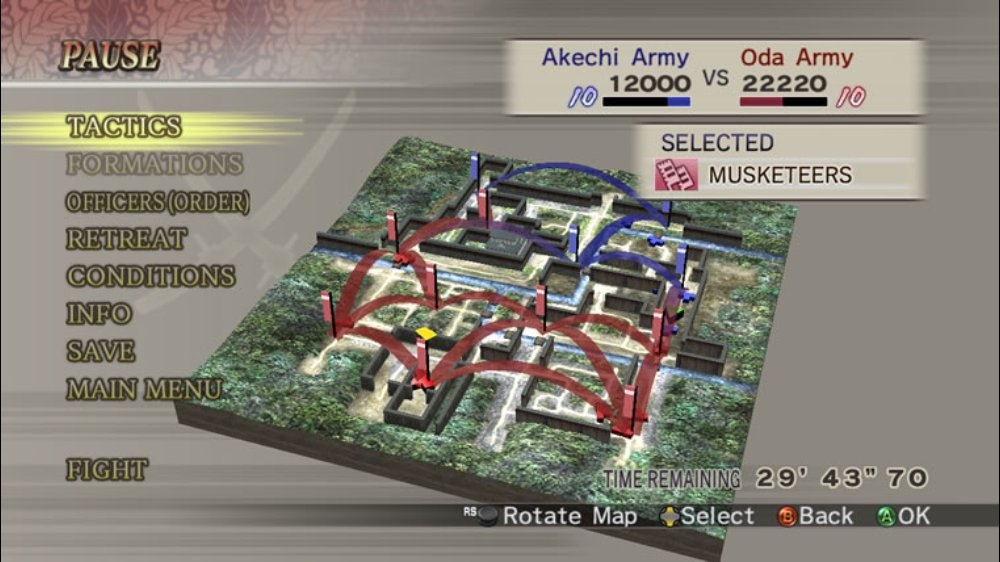 PAUSE
Akechi Army
10 12000
VS
Oda Army
22220 10
SELECTED
MUSKETEERS
TACTICS
FORMATIONS
OFFICERS(ORDER)
RETREAT
CONDITIONS
INFO
SAVE
MAIN MENU
FIGHT
TIME REMAINING 29' 43" 70
RS Rotate Map Select B Back A OK